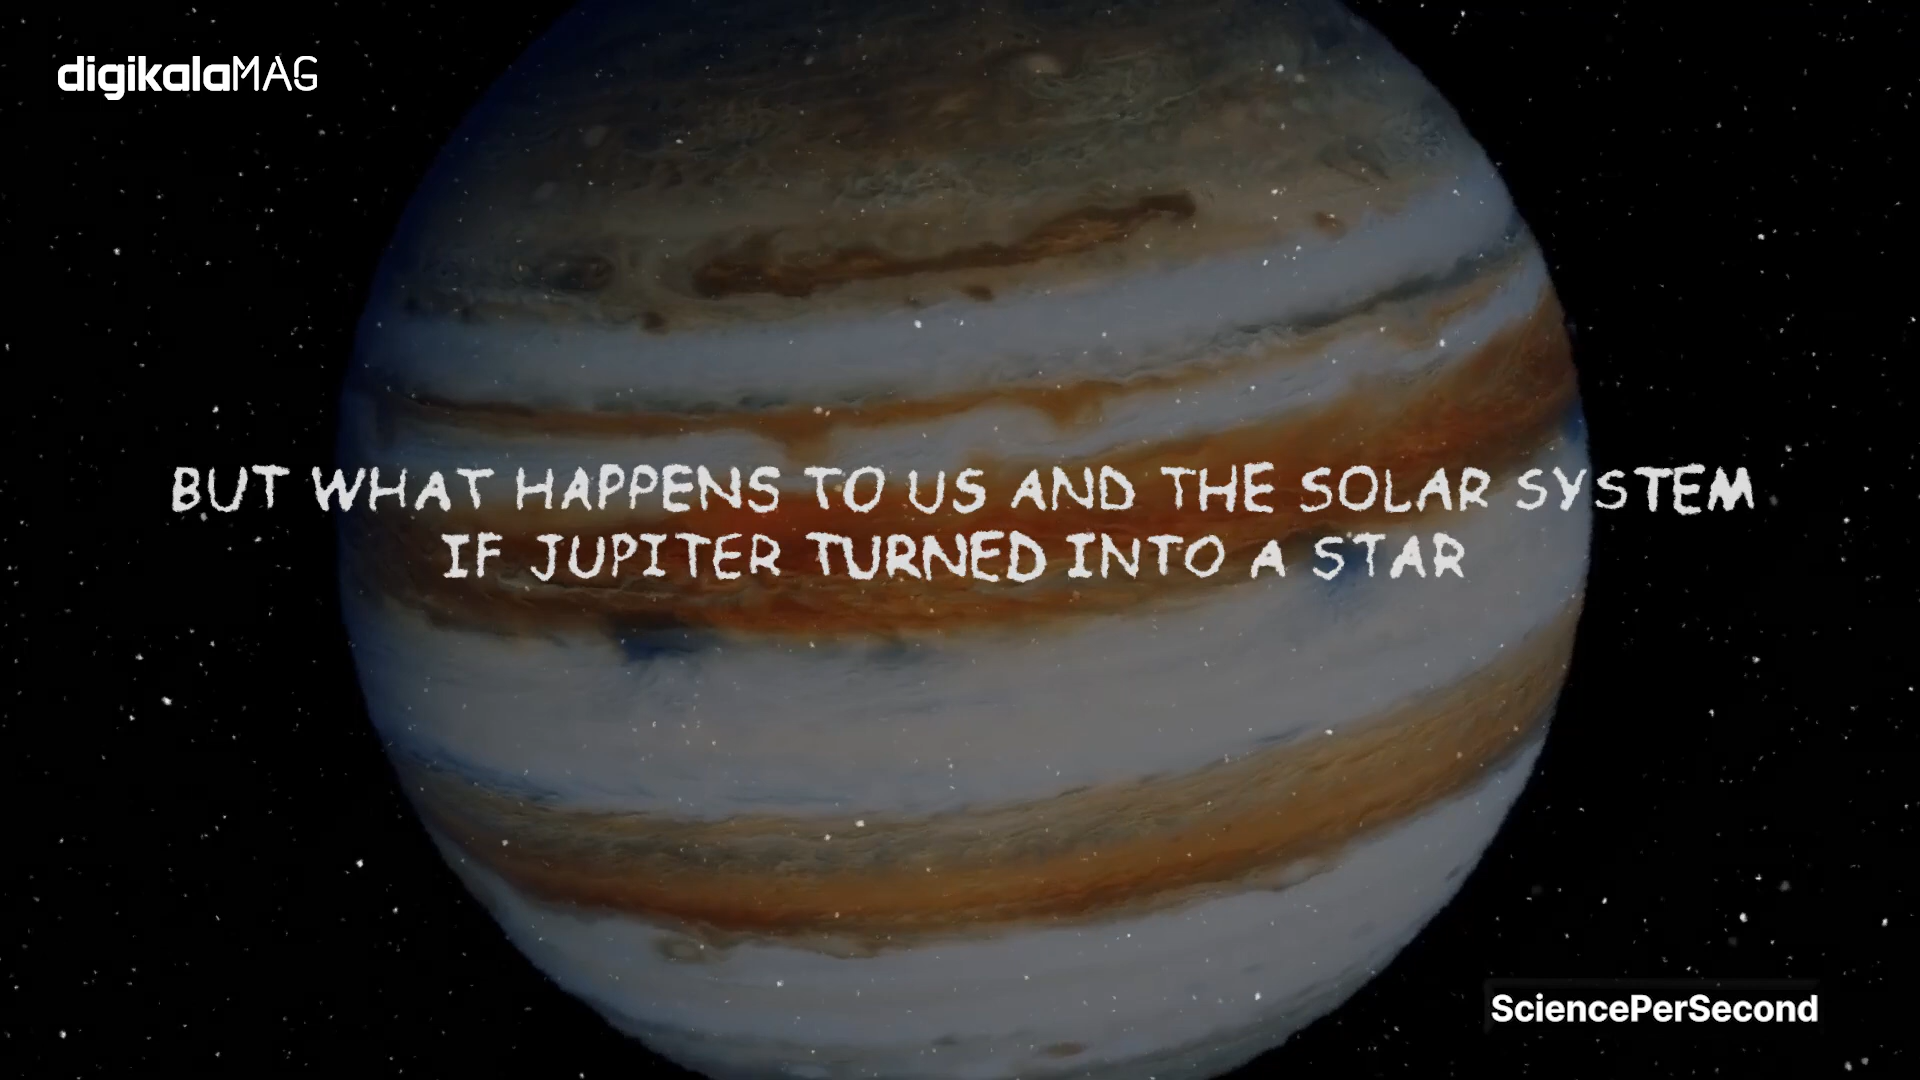 digikalaMAG
BUT WHAT HAPPENS TO US AND THE SOLAR SYSTEM
IF JUPITER TURNED INTO A STAR
SciencePerSecond